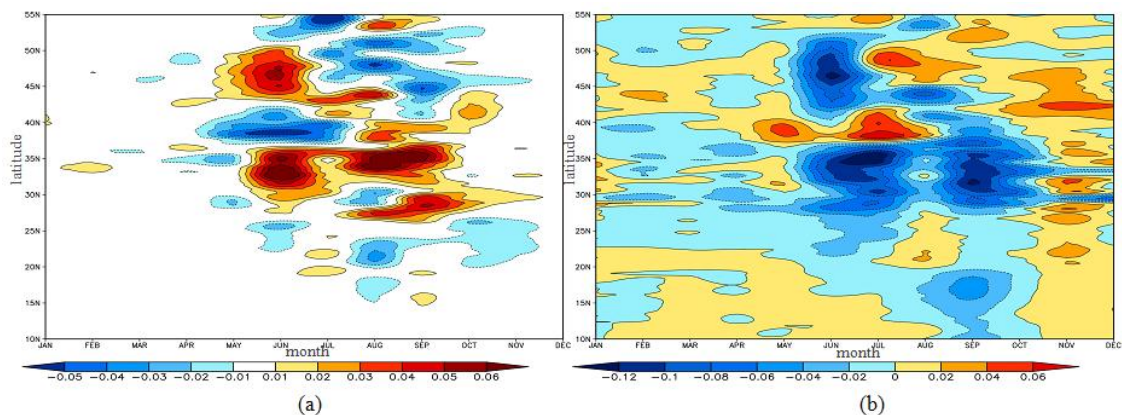 55N
50N
45N
40N
35N
30N
25N
20N
15N
10N
latitude
JAN FEB MAR APR MAY JUN JUL AUG SEP OCT NOV DEC
month
−0.05 −0.04 −0.03 −0.02 −0.01 0.01 0.02 0.03 0.04 0.05 0.06
(a)
55N
50N
45N
40N
35N
30N
25N
20N
15N
10N
latitude
JAN FEB MAR APR MAY JUN JUL AUG SEP OCT NOV DEC
month
−0.12 −0.1 −0.08 −0.06 −0.04 −0.02 0 0.02 0.04 0.06
(b)